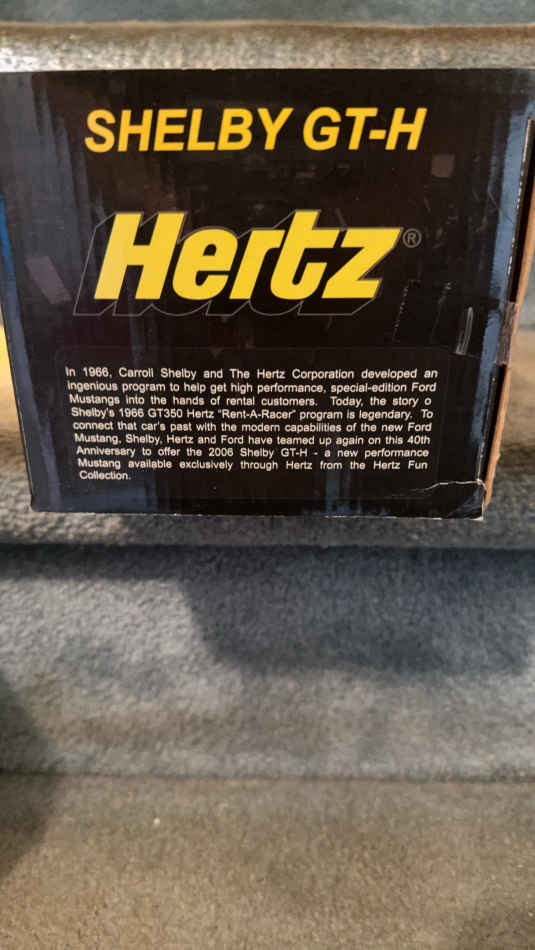 SHELBY GT-H
Hertz®
In 1966, Carroll Shelby and The Hertz Corporation developed an
ingenious program to help get high performance, special-edition Ford
Mustangs into the hands of rental customers. Today, the story o
Shelby's 1966 GT350 Hertz "Rent-A-Racer" program is legendary. To
connect that car's past with the modern capabilities of the new Ford
Mustang, Shelby, Hertz and Ford have teamed up again on this 40th
Anniversary to offer the 2006 Shelby GT-H - a new performance
Mustang available exclusively through Hertz from the Hertz Fun
Collection.